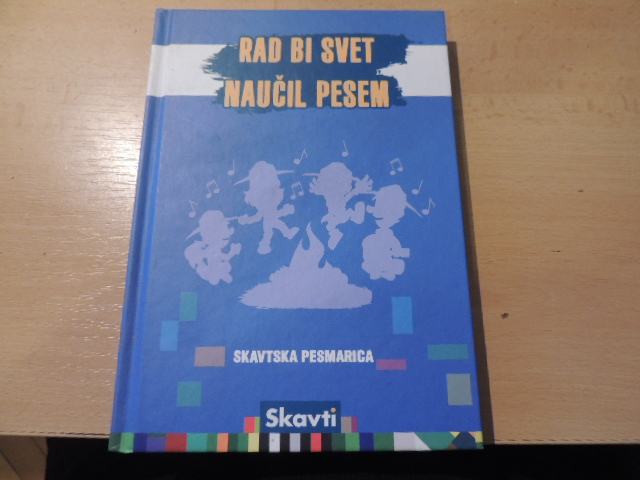 RAD BI SVET
NAUČIL PESEM
SKAVTSKA PESMARICA
Skavti